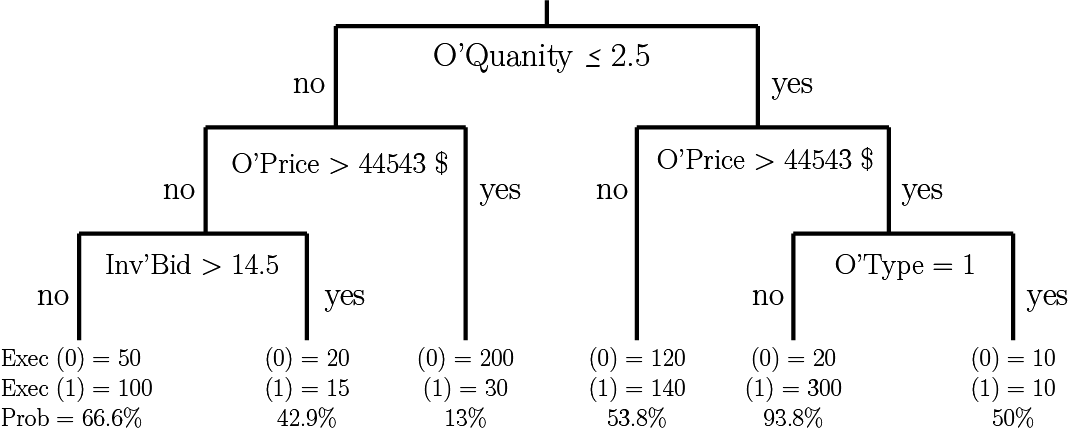 O'Quanity ≤ 2.5
no
yes
O'Price > 44543 $
O'Price > 44543 $
no
yes
no
yes
Inv'Bid > 14.5
O'Type = 1
no
yes
no
yes
Exec (0) = 50
(0) = 20
(0) = 200
(0) = 120
(0) = 20
(0) = 10
Exec (1) = 100
(1) = 15
(1) = 30
(1) = 140
(1) = 300
(1) = 10
Prob = 66.6%
42.9%
13%
53.8%
93.8%
50%